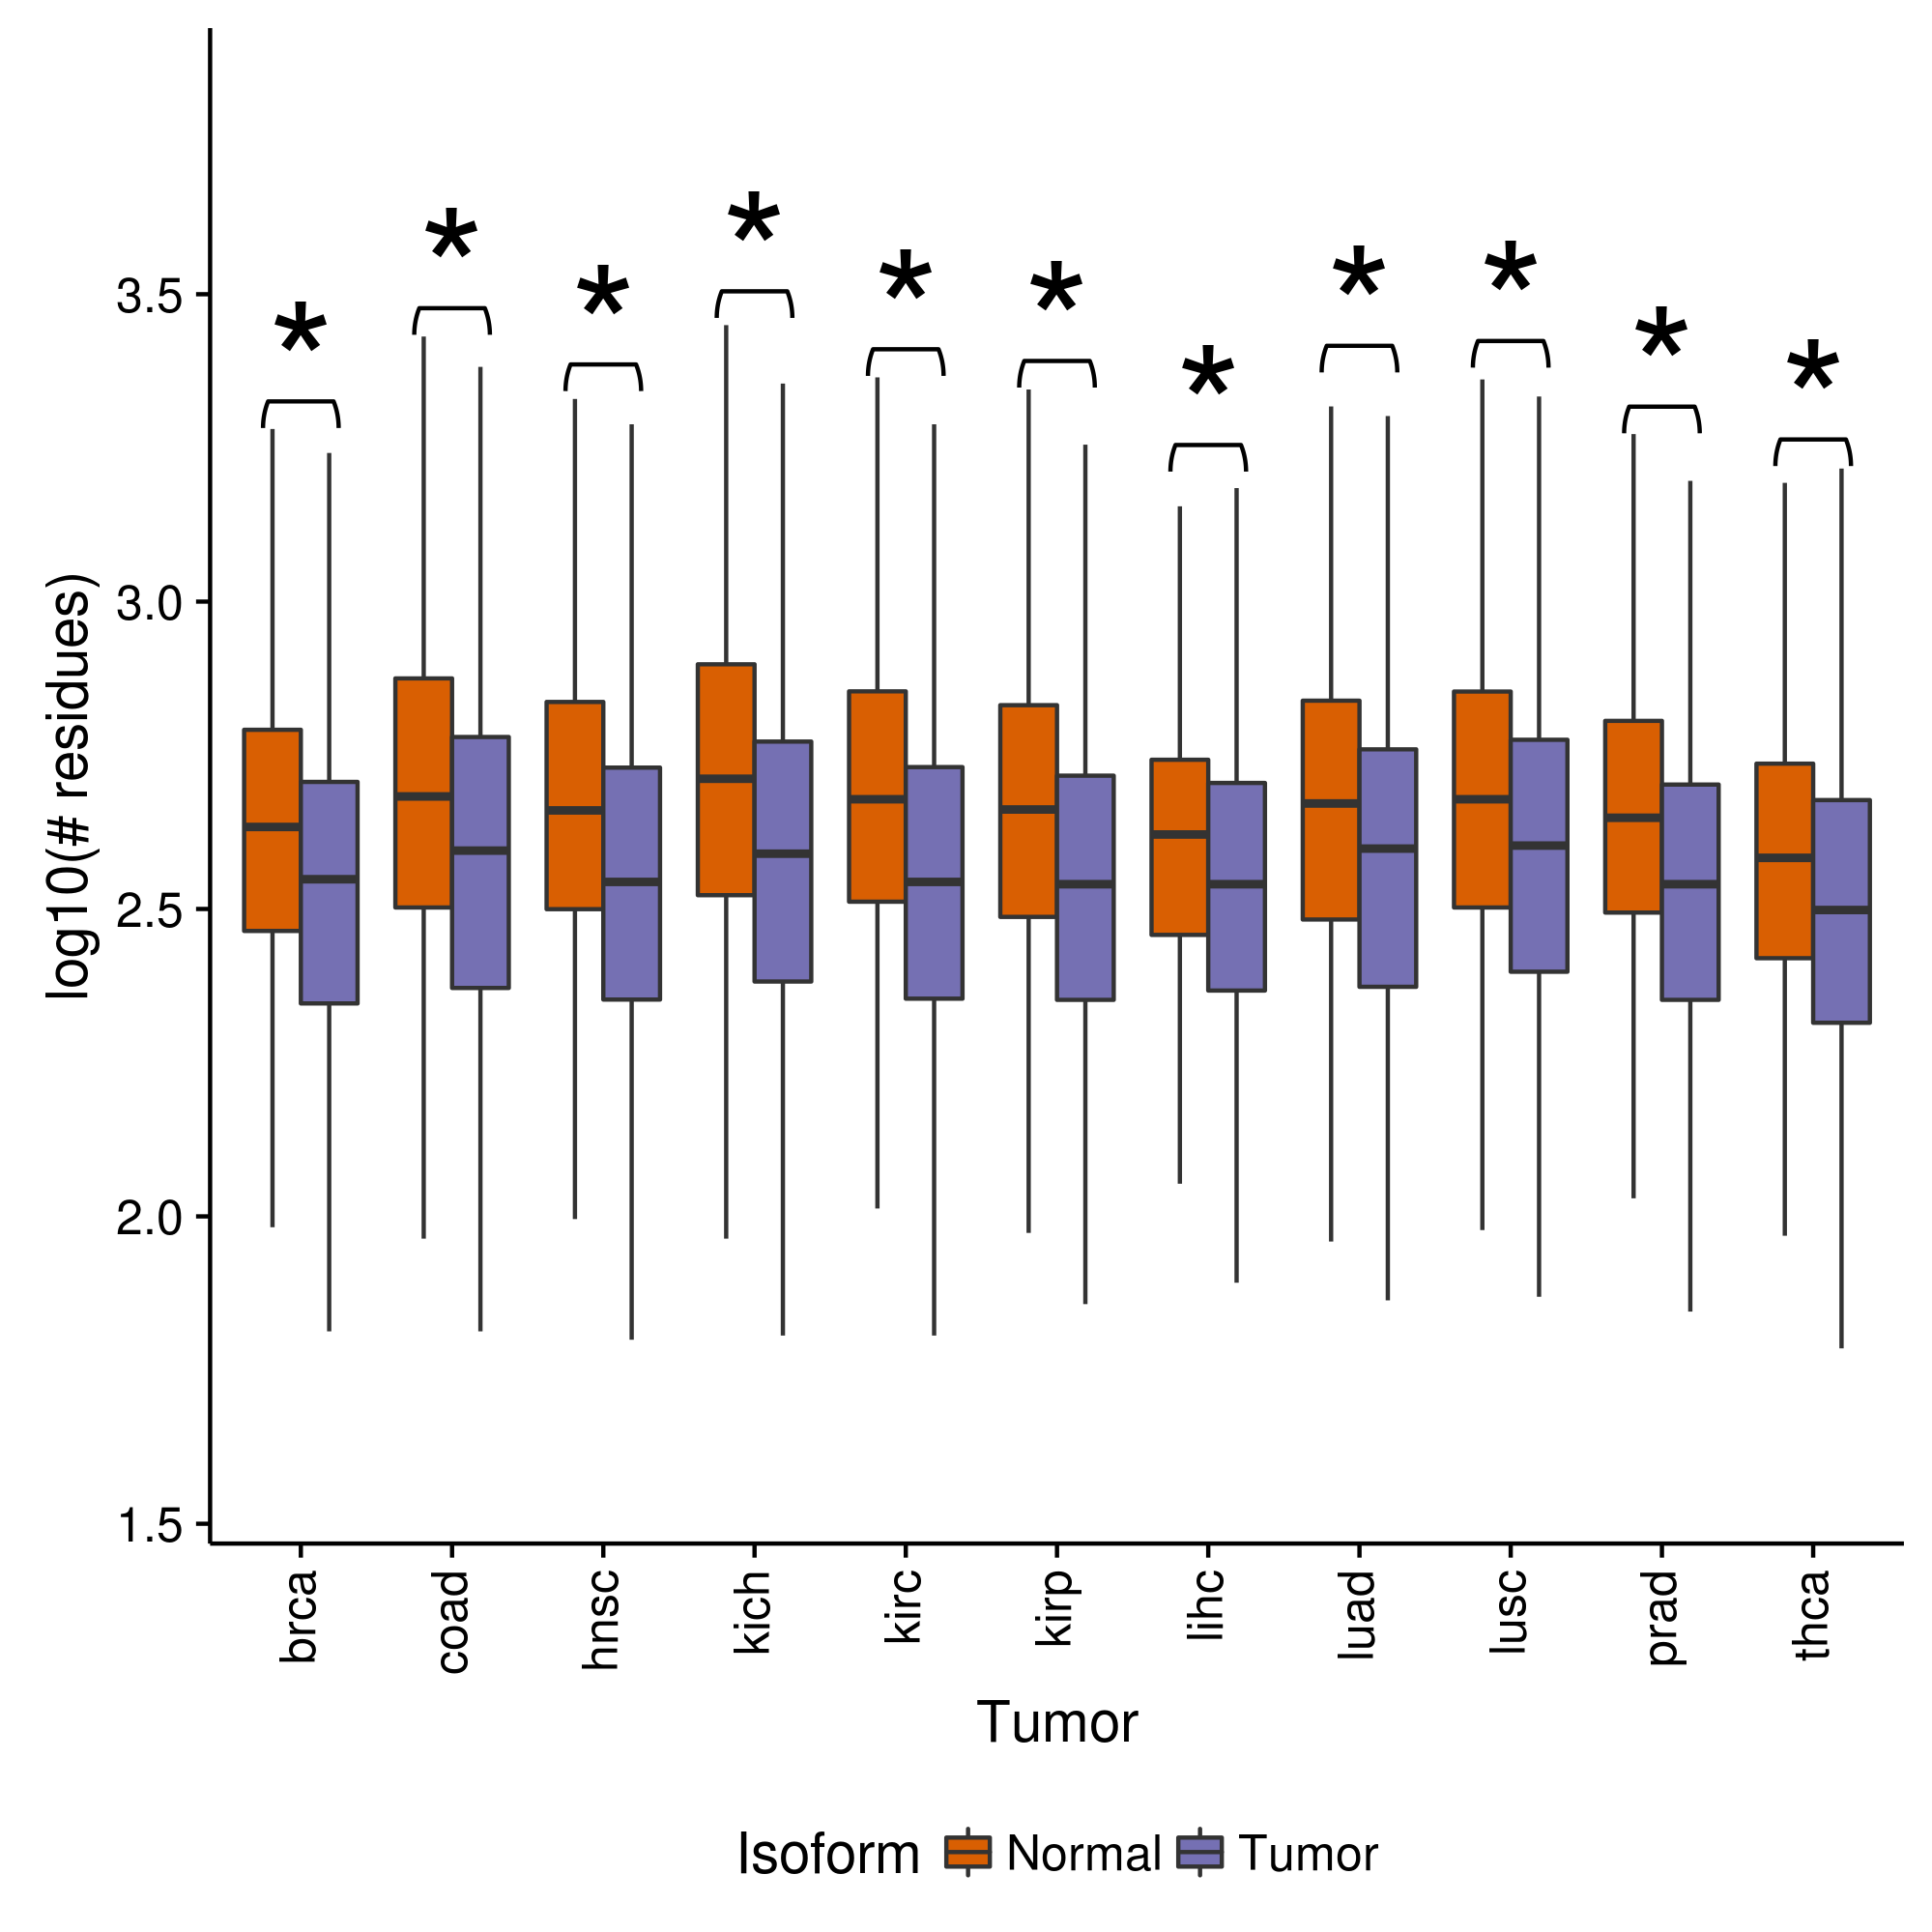 * * * * * * * * * * *
log10(# residues)
3.5
3.0
2.5
2.0
1.5
brca coad hnsc kich kirc kirp lihc luad lusc prad thca
Tumor
Isoform Normal Tumor